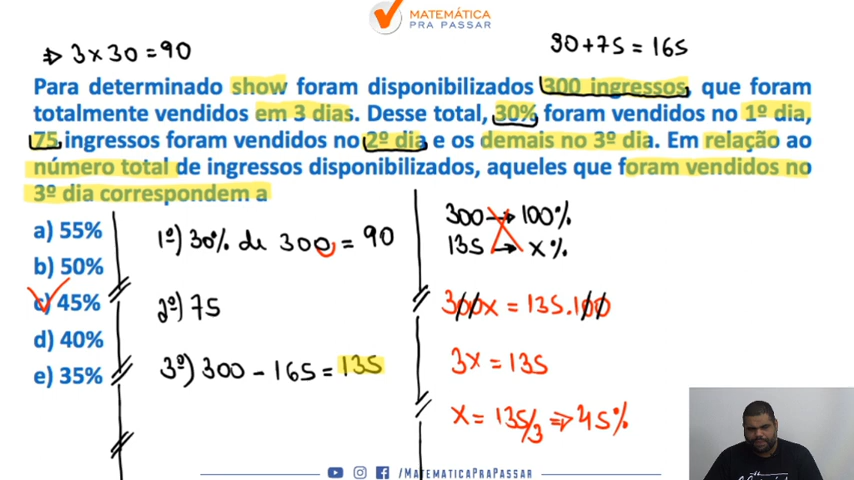 MATEMÁTICA
PRA PASSAR
⇒ 3 x 30 = 90
90 + 75 = 165
Para determinado show foram disponibilizados 300 ingressos, que foram
totalmente vendidos em 3 dias. Desse total, 30% foram vendidos no 1º dia,
75 ingressos foram vendidos no 2º dia e os demais no 3º dia. Em relação ao
número total de ingressos disponibilizados, aqueles que foram vendidos no
3º dia correspondem a
a) 55%
b) 50%
c) 45%
d) 40%
e) 35%
1º) 30% de 300 = 90
2º) 75
3º) 300 - 165 = 135
300 → 100%
135 → x%
300x = 135.100
3x = 135
x = 135/3 ⇒ 45%
/MATEMATICAPRAPASSAR